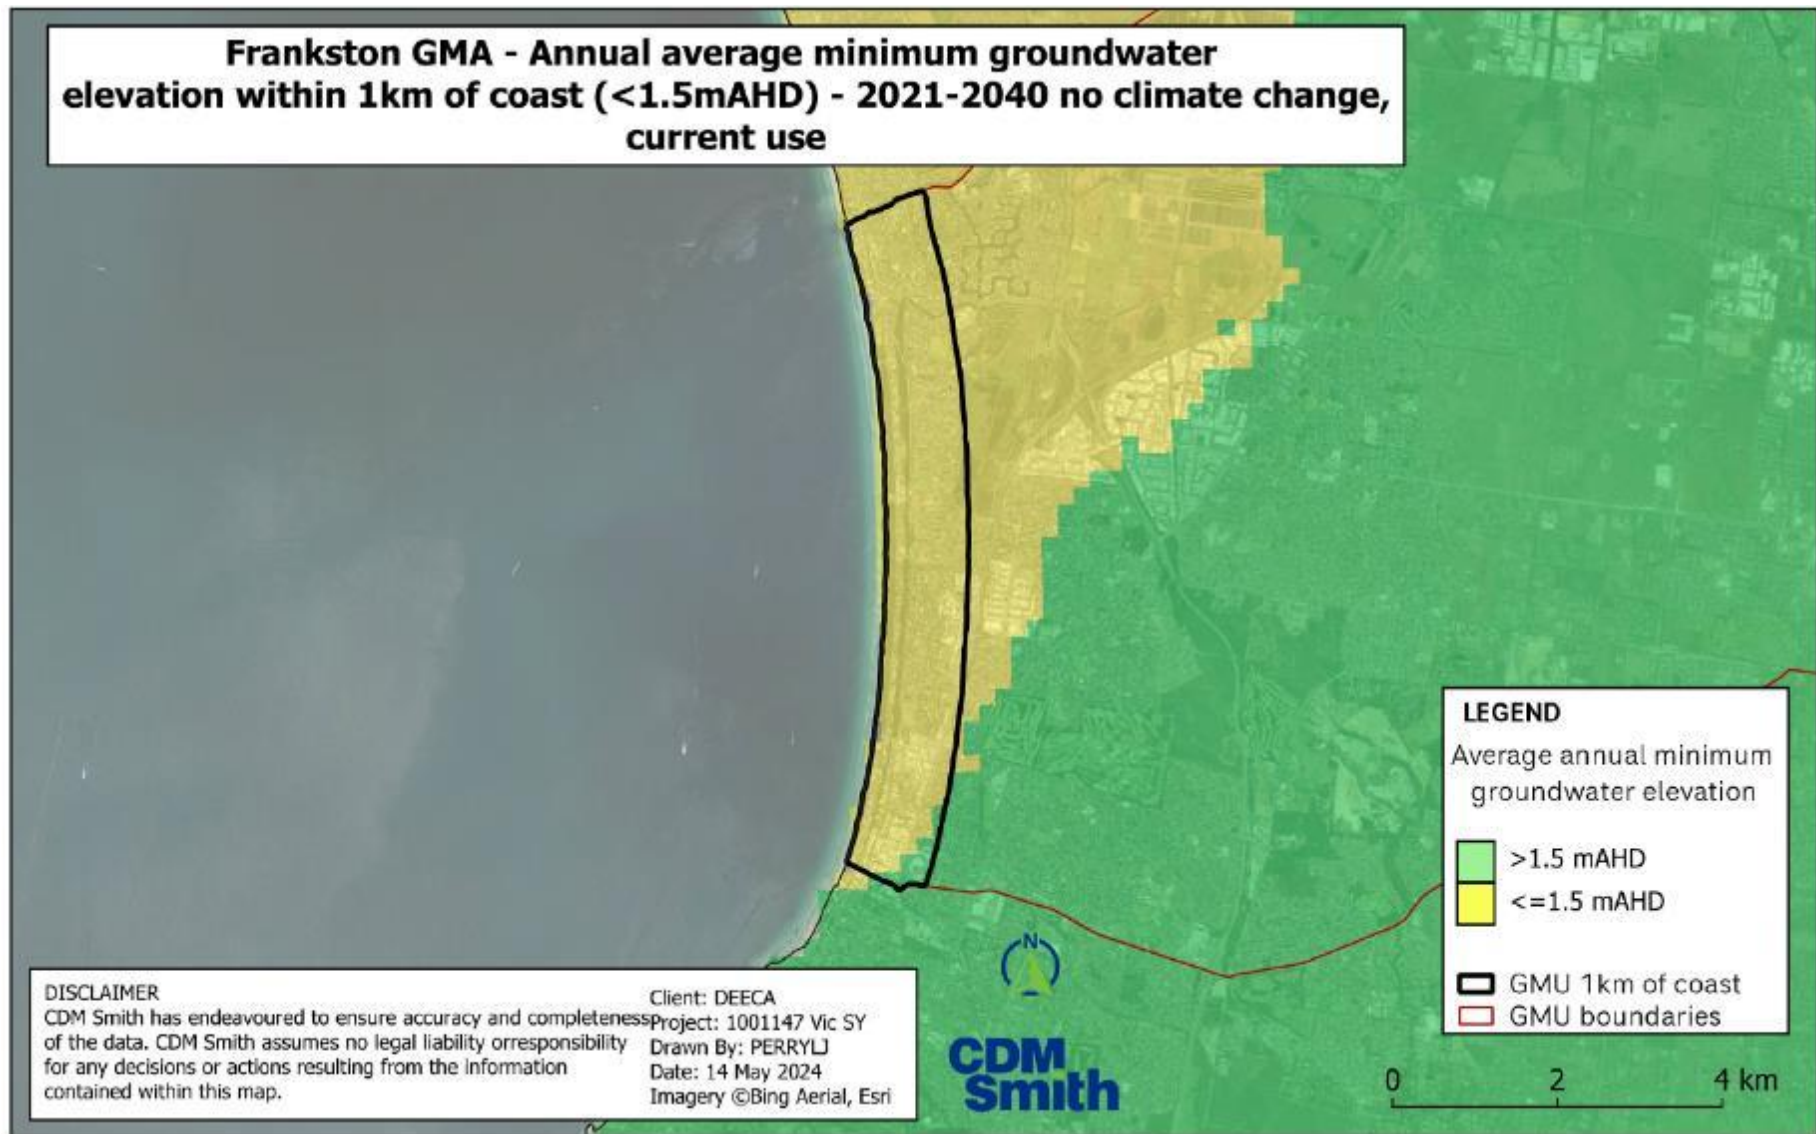 Frankston GMA - Annual average minimum groundwater
elevation within 1km of coast (<1.5mAHD) - 2021-2040 no climate change,
current use
LEGEND
Average annual minimum
groundwater elevation
>1.5 mAHD
<=1.5 mAHD
GMU 1km of coast
GMU boundaries
N
CDM
Smith
0 2 4 km
DISCLAIMER
CDM Smith has endeavoured to ensure accuracy and completeness
of the data. CDM Smith assumes no legal liability orresponsibility
for any decisions or actions resulting from the information
contained within this map.
Client: DEECA
Project: 1001147 Vic SY
Drawn By: PERRYLJ
Date: 14 May 2024
Imagery ©Bing Aerial, Esri